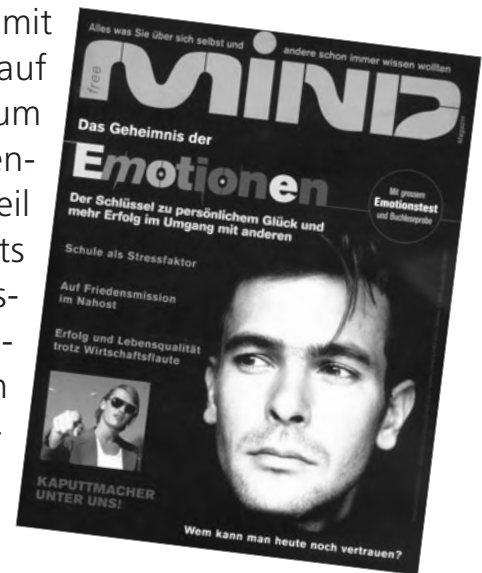 mit
auf
um
en-
eil
ts
s-
-
n
.
Alles was Sie über sich selbst und andere schon immer wissen wollten
free MiND Magazin
Das Geheimnis der
Emotionen
Der Schlüssel zu persönlichem Glück und
mehr Erfolg im Umgang mit anderen
Mit grossem
Emotionstest
und Buchleseprobe
Schule als Stressfaktor
Auf Friedensmission
im Nahost
Erfolg und Lebensqualität
trotz Wirtschaftsflaute
KAPUTTMACHER
UNTER UNS!
Wem kann man heute noch vertrauen?